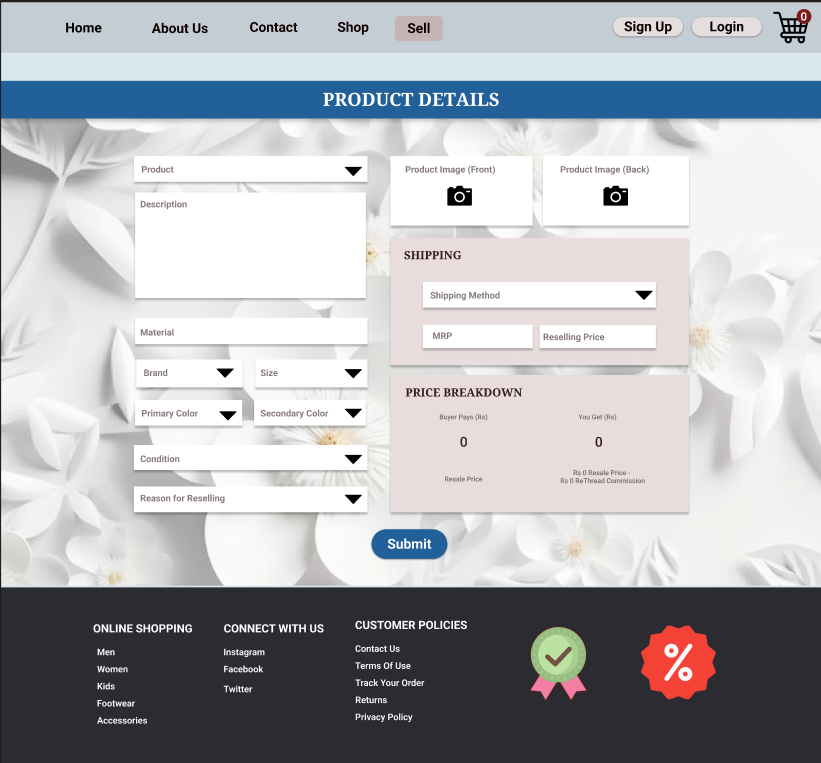 Home
About Us
Contact
Shop
Sell
Sign Up
Login
0
PRODUCT DETAILS
Product
Description
Material
Brand
Size
Primary Color
Secondary Color
Condition
Reason for Reselling
Product Image (Front)
Product Image (Back)
SHIPPING
Shipping Method
MRP
Reselling Price
PRICE BREAKDOWN
Buyer Pays (Rs)
You Get (Rs)
0
0
Resale Price
Rs 0 Resale Price -
Rs 0 ReThread Commission
Submit
ONLINE SHOPPING
Men
Women
Kids
Footwear
Accessories
CONNECT WITH US
Instagram
Facebook
Twitter
CUSTOMER POLICIES
Contact Us
Terms Of Use
Track Your Order
Returns
Privacy Policy
%